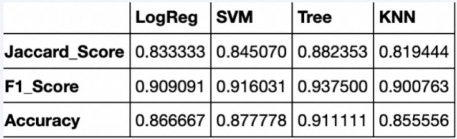 LogReg SVM Tree KNN
Jaccard_Score 0.833333 0.845070 0.882353 0.819444
F1_Score 0.909091 0.916031 0.937500 0.900763
Accuracy 0.866667 0.877778 0.911111 0.855556